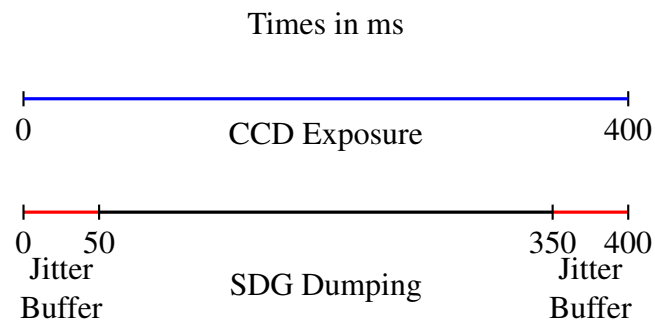 Times in ms
0 400
CCD Exposure
0 50 350 400
Jitter Jitter
SDG Dumping
Buffer Buffer